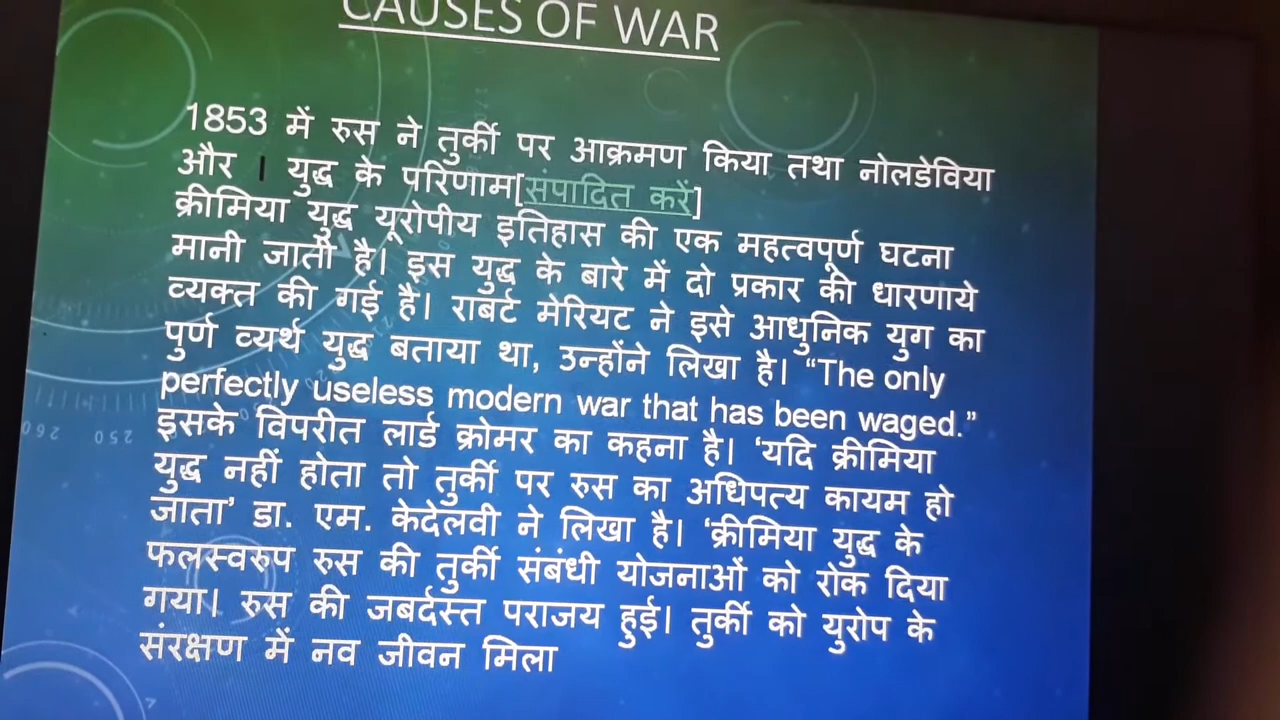 CAUSES OF WAR
1853 में रुस ने तुर्की पर आक्रमण किया तथा नोलडेविया
और । युद्ध के परिणाम[संपादित करें]
क्रीमिया युद्ध यूरोपीय इतिहास की एक महत्वपूर्ण घटना
मानी जाती है। इस युद्ध के बारे में दो प्रकार की धारणाये
व्यक्त की गई है। राबर्ट मेरियट ने इसे आधुनिक युग का
पुर्ण व्यर्थ युद्ध बताया था, उन्होंने लिखा है। “The only
perfectly useless modern war that has been waged.”
इसके विपरीत लार्ड क्रोमर का कहना है। ‘यदि क्रीमिया
युद्ध नहीं होता तो तुर्की पर रुस का अधिपत्य कायम हो
जाता’ डा. एम. केदेलवी ने लिखा है। ‘क्रीमिया युद्ध के
फलस्वरुप रुस की तुर्की संबंधी योजनाओं को रोक दिया
गया। रुस की जबर्दस्त पराजय हुई। तुर्की को युरोप के
संरक्षण में नव जीवन मिला
260
250